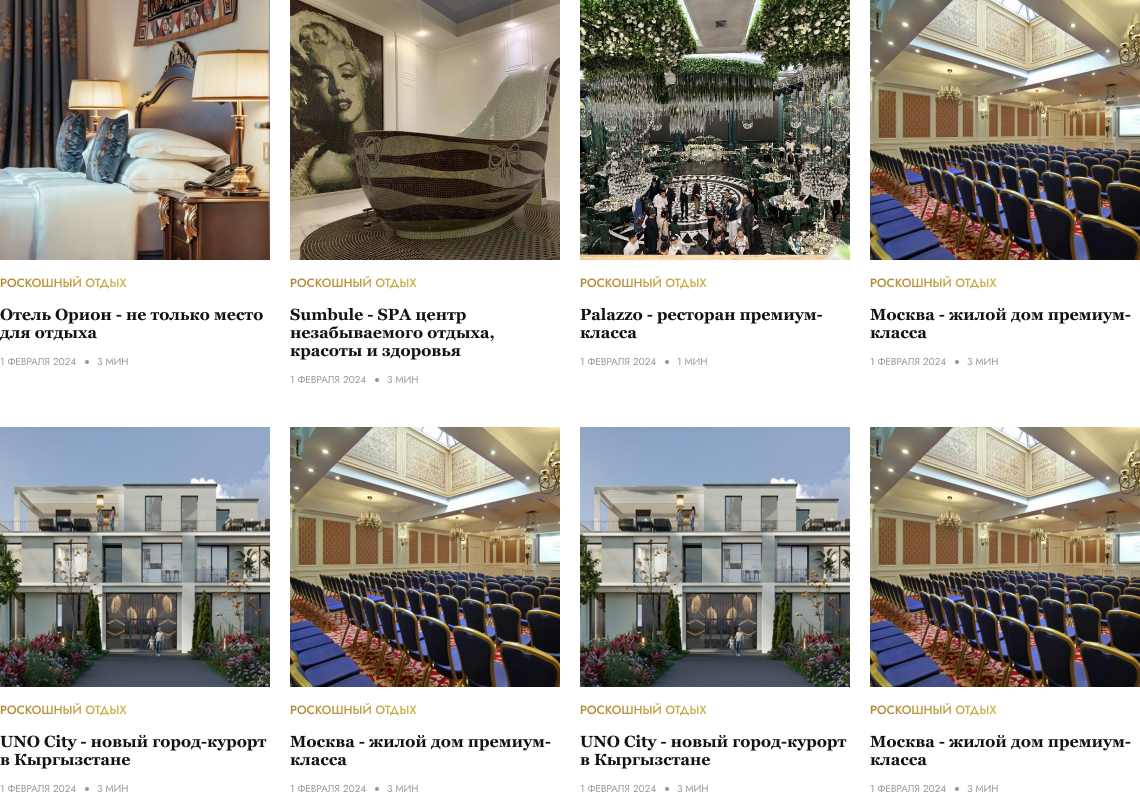 РОСКОШНЫЙ ОТДЫХ
Отель Орион - не только место
для отдыха
1 ФЕВРАЛЯ 2024 • 3 МИН
РОСКОШНЫЙ ОТДЫХ
Sumbule - SPA центр
незабываемого отдыха,
красоты и здоровья
1 ФЕВРАЛЯ 2024 • 3 МИН
РОСКОШНЫЙ ОТДЫХ
Palazzo - ресторан премиум-
класса
1 ФЕВРАЛЯ 2024 • 1 МИН
РОСКОШНЫЙ ОТДЫХ
Москва - жилой дом премиум-
класса
1 ФЕВРАЛЯ 2024 • 3 МИН
РОСКОШНЫЙ ОТДЫХ
UNO City - новый город-курорт
в Кыргызстане
1 ФЕВРАЛЯ 2024 • 3 МИН
РОСКОШНЫЙ ОТДЫХ
Москва - жилой дом премиум-
класса
1 ФЕВРАЛЯ 2024 • 3 МИН
РОСКОШНЫЙ ОТДЫХ
UNO City - новый город-курорт
в Кыргызстане
1 ФЕВРАЛЯ 2024 • 3 МИН
РОСКОШНЫЙ ОТДЫХ
Москва - жилой дом премиум-
класса
1 ФЕВРАЛЯ 2024 • 3 МИН